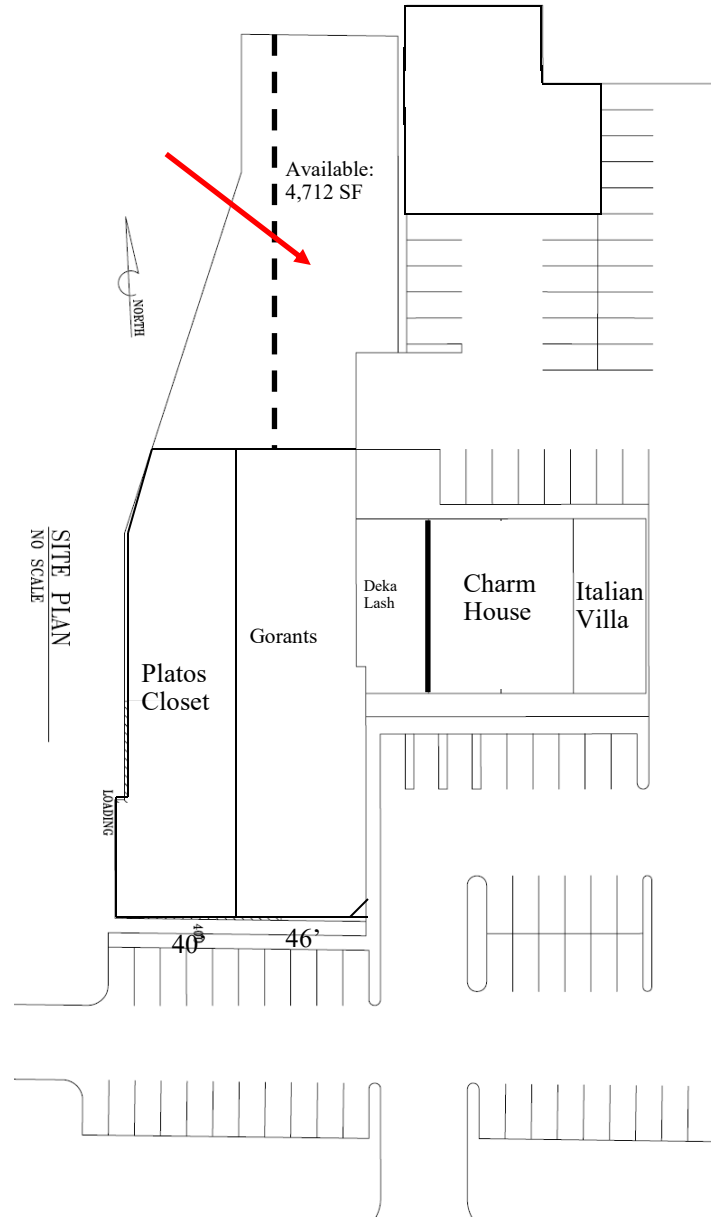 Available:
4,712 SF
NORTH
SITE PLAN
NO SCALE
Deka
Lash
Charm
House
Italian
Villa
Gorants
Platos
Closet
LOADING
40'
46’